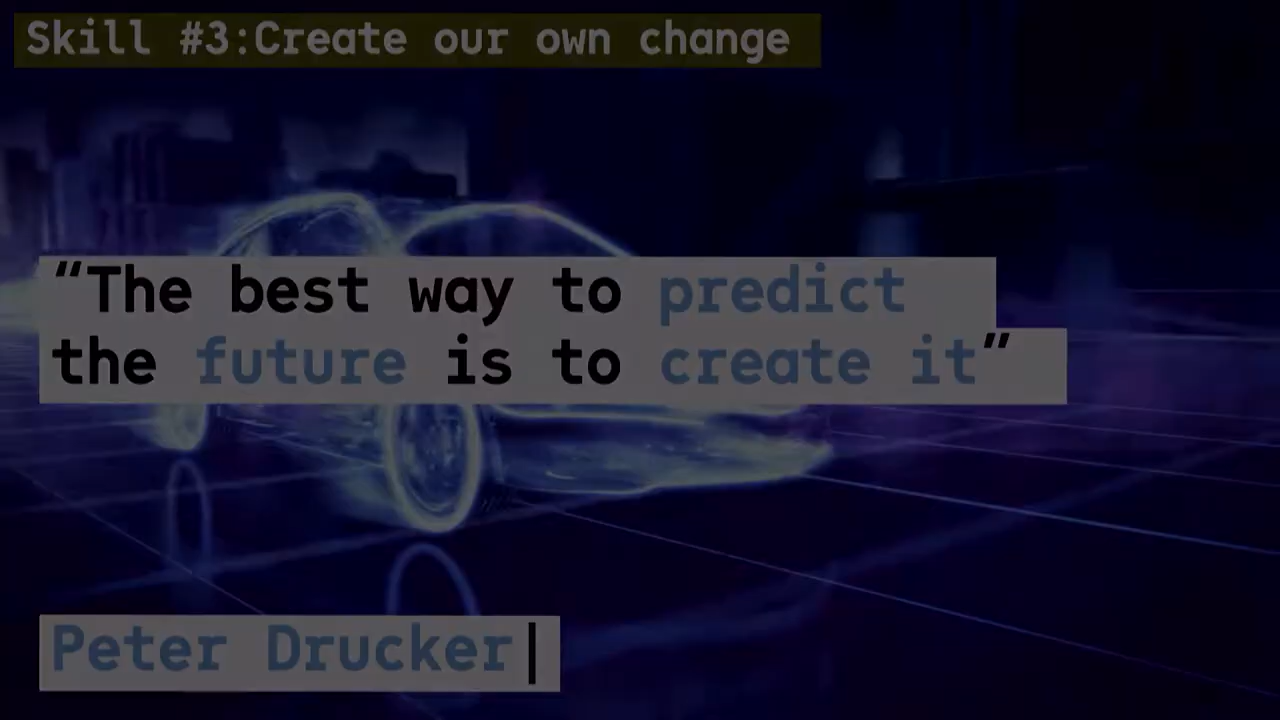 Skill #3:Create our own change
“The best way to predict
the future is to create it”
Peter Drucker